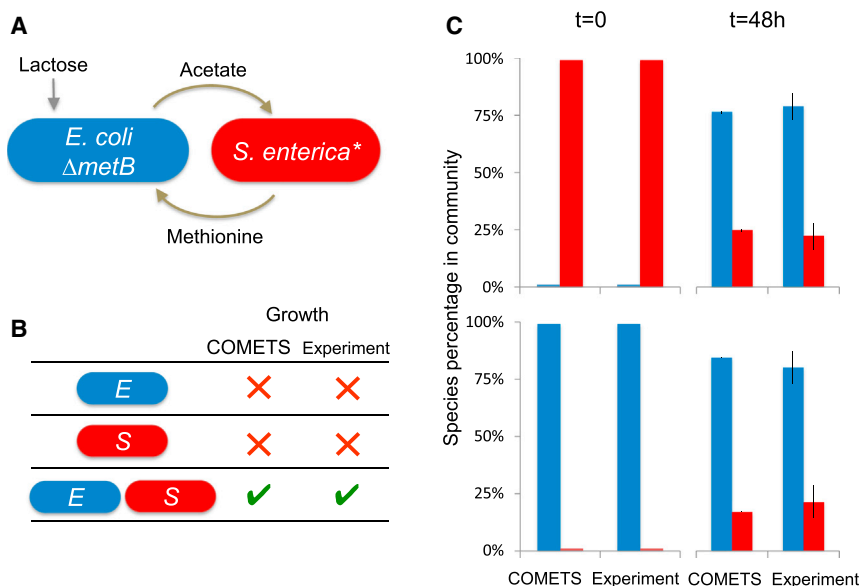 A
Lactose
Acetate
E. coli
ΔmetB
S. enterica*
Methionine
B
Growth
COMETS Experiment
E
S
E S
C
t=0 t=48h
Species percentage in community
100%
75%
50%
25%
0%
100%
75%
50%
25%
0%
COMETS Experiment COMETS Experiment